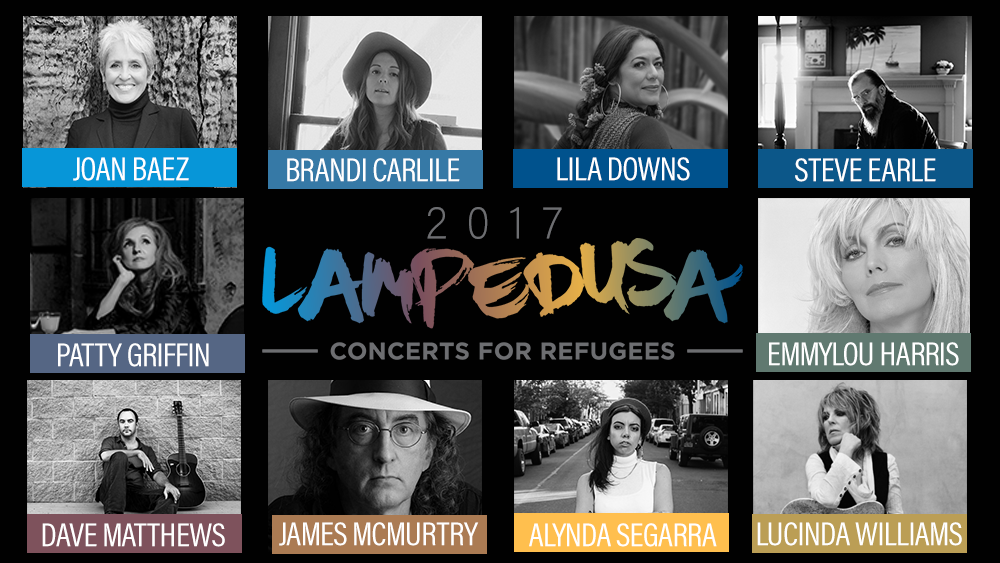 JOAN BAEZ
BRANDI CARLILE
LILA DOWNS
STEVE EARLE
2017
LAMPEDUSA
CONCERTS FOR REFUGEES
PATTY GRIFFIN
EMMYLOU HARRIS
DAVE MATTHEWS
JAMES MCMURTRY
ALYNDA SEGARRA
LUCINDA WILLIAMS